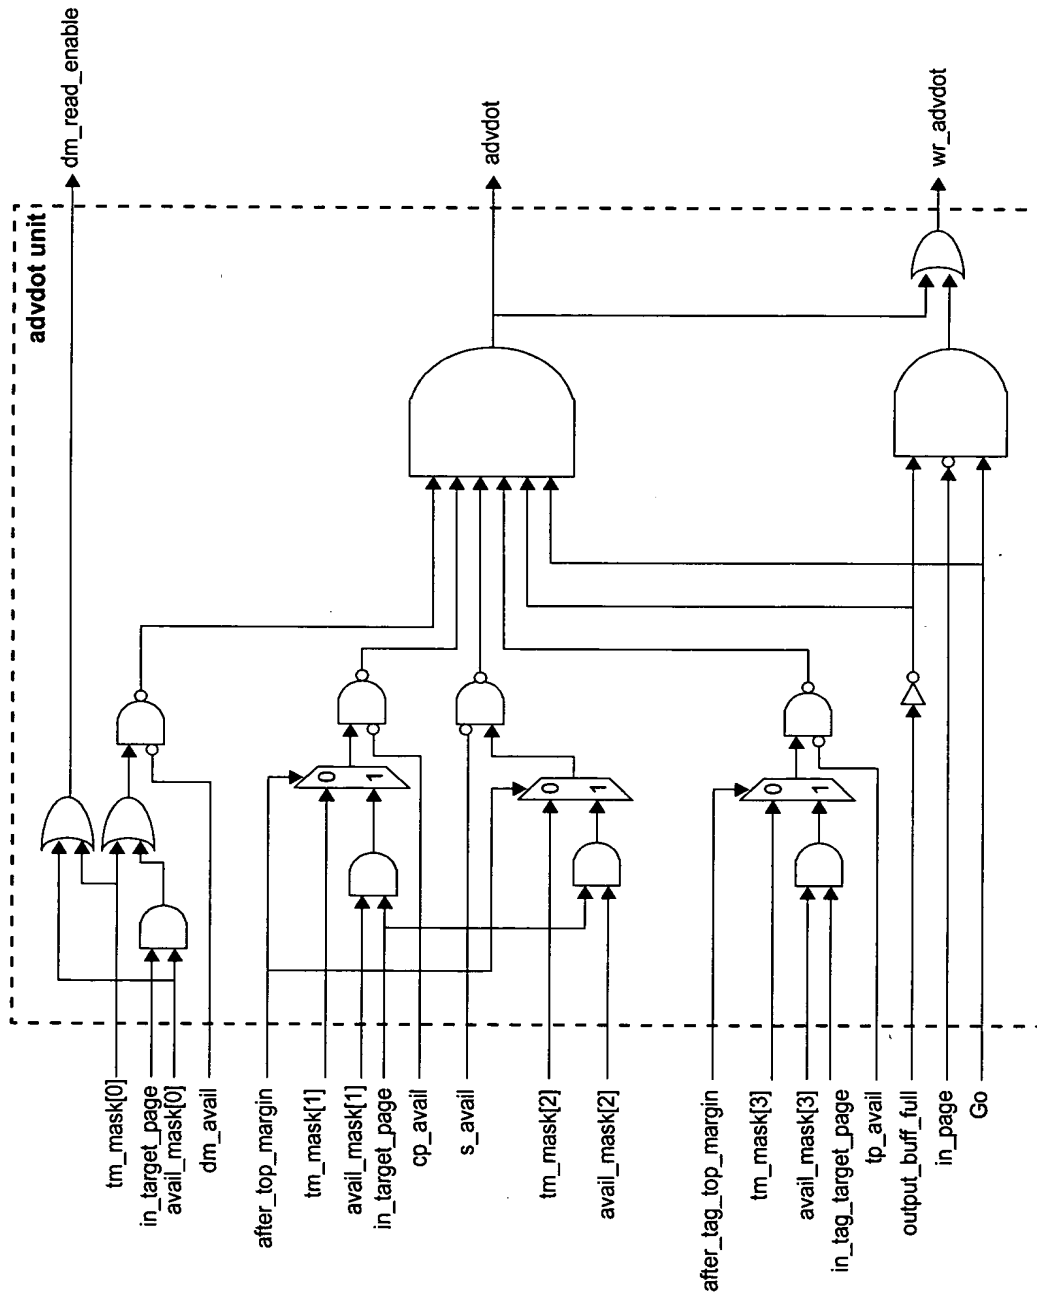 advdot unit
dm_read_enable
advdot
wr_advdot
0
1
0
1
0
1
tm_mask[0]
in_target_page
avail_mask[0]
dm_avail
after_top_margin
tm_mask[1]
avail_mask[1]
in_target_page
cp_avail
s_avail
tm_mask[2]
avail_mask[2]
after_tag_top_margin
tm_mask[3]
avail_mask[3]
in_tag_target_page
tp_avail
output_buff_full
in_page
Go